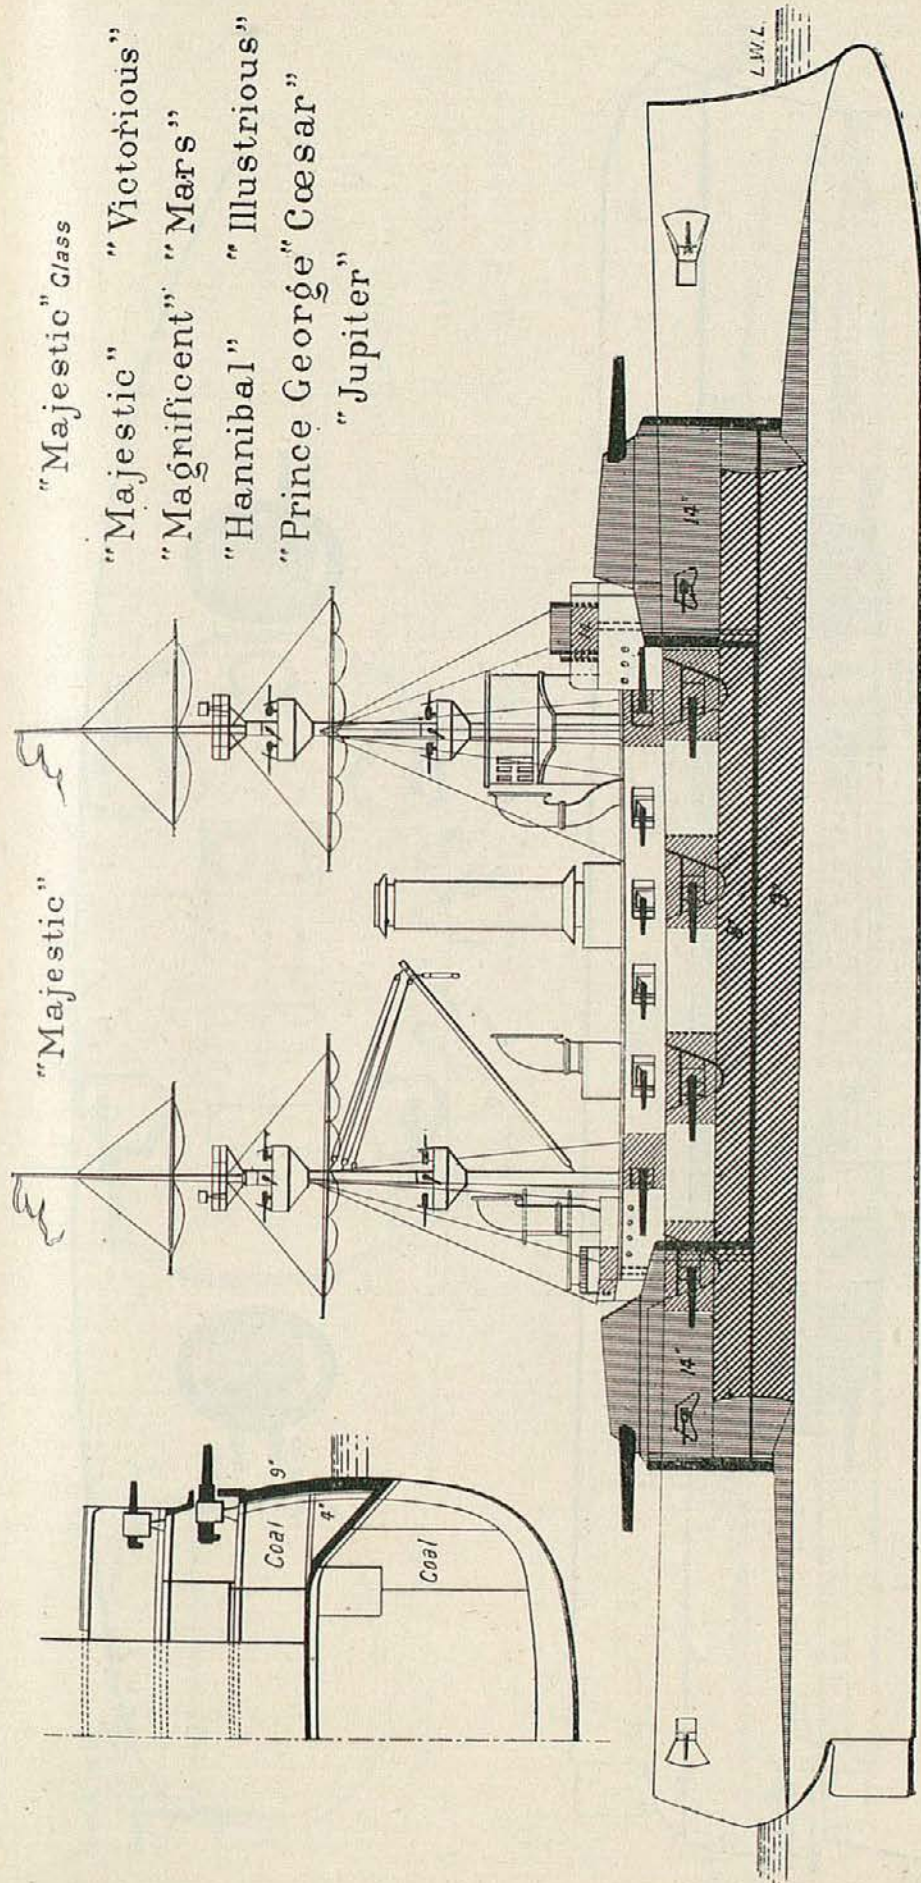 "Majestic"
"Majestic" Class
"Majestic" "Victorious"
"Magnificent" "Mars"
"Hannibal" "Illustrious"
"Prince George" "Cœsar"
"Jupiter"
9"
4"
Coal
Coal
L.W.L.
14"
14"
8"
9"